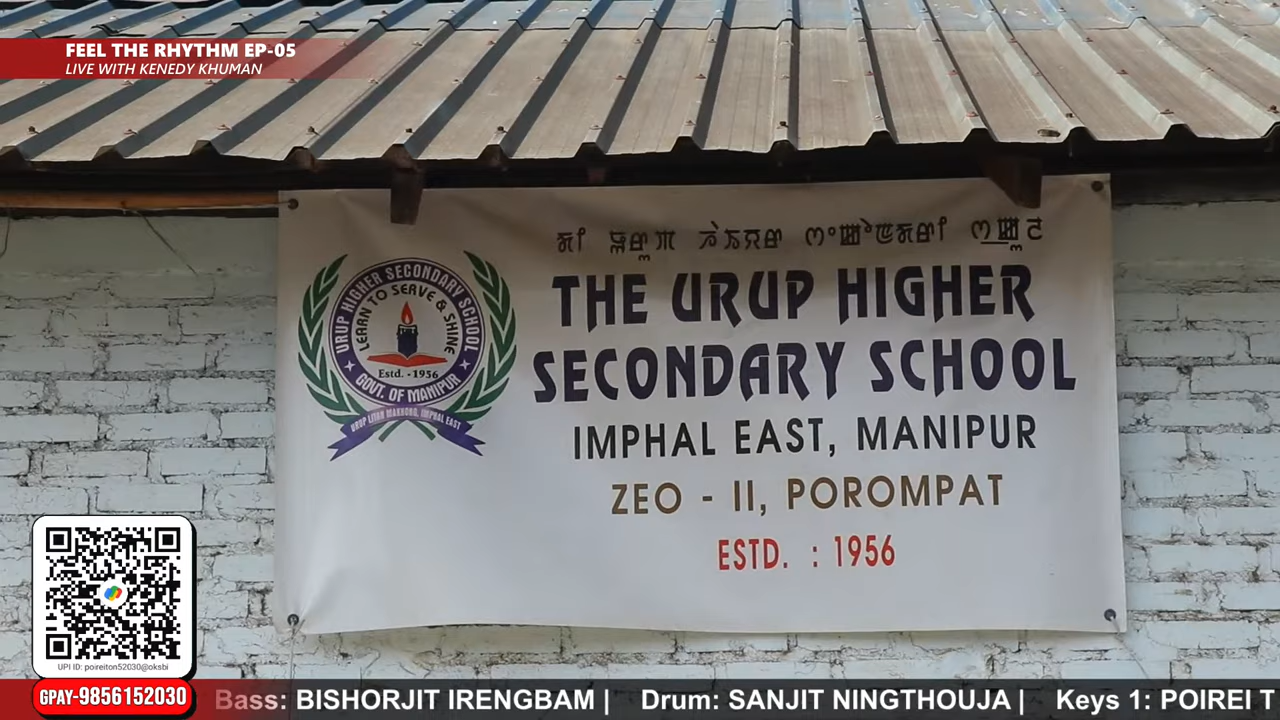 FEEL THE RHYTHM EP-05
LIVE WITH KENEDY KHUMAN
THE URUP HIGHER
SECONDARY SCHOOL
IMPHAL EAST, MANIPUR
ZEO - II, POROMPAT
ESTD. : 1956
URUP HIGHER SECONDARY SCHOOL
LEARN TO SERVE & SHINE
Estd. - 1956
GOVT. OF MANIPUR
URUP LITAN MAKHONG, IMPHAL EAST
UPI ID: poireiton52030@oksbi
GPAY-9856152030
Bass: BISHORJIT IRENGBAM | Drum: SANJIT NINGTHOUJA | Keys 1: POIREI T